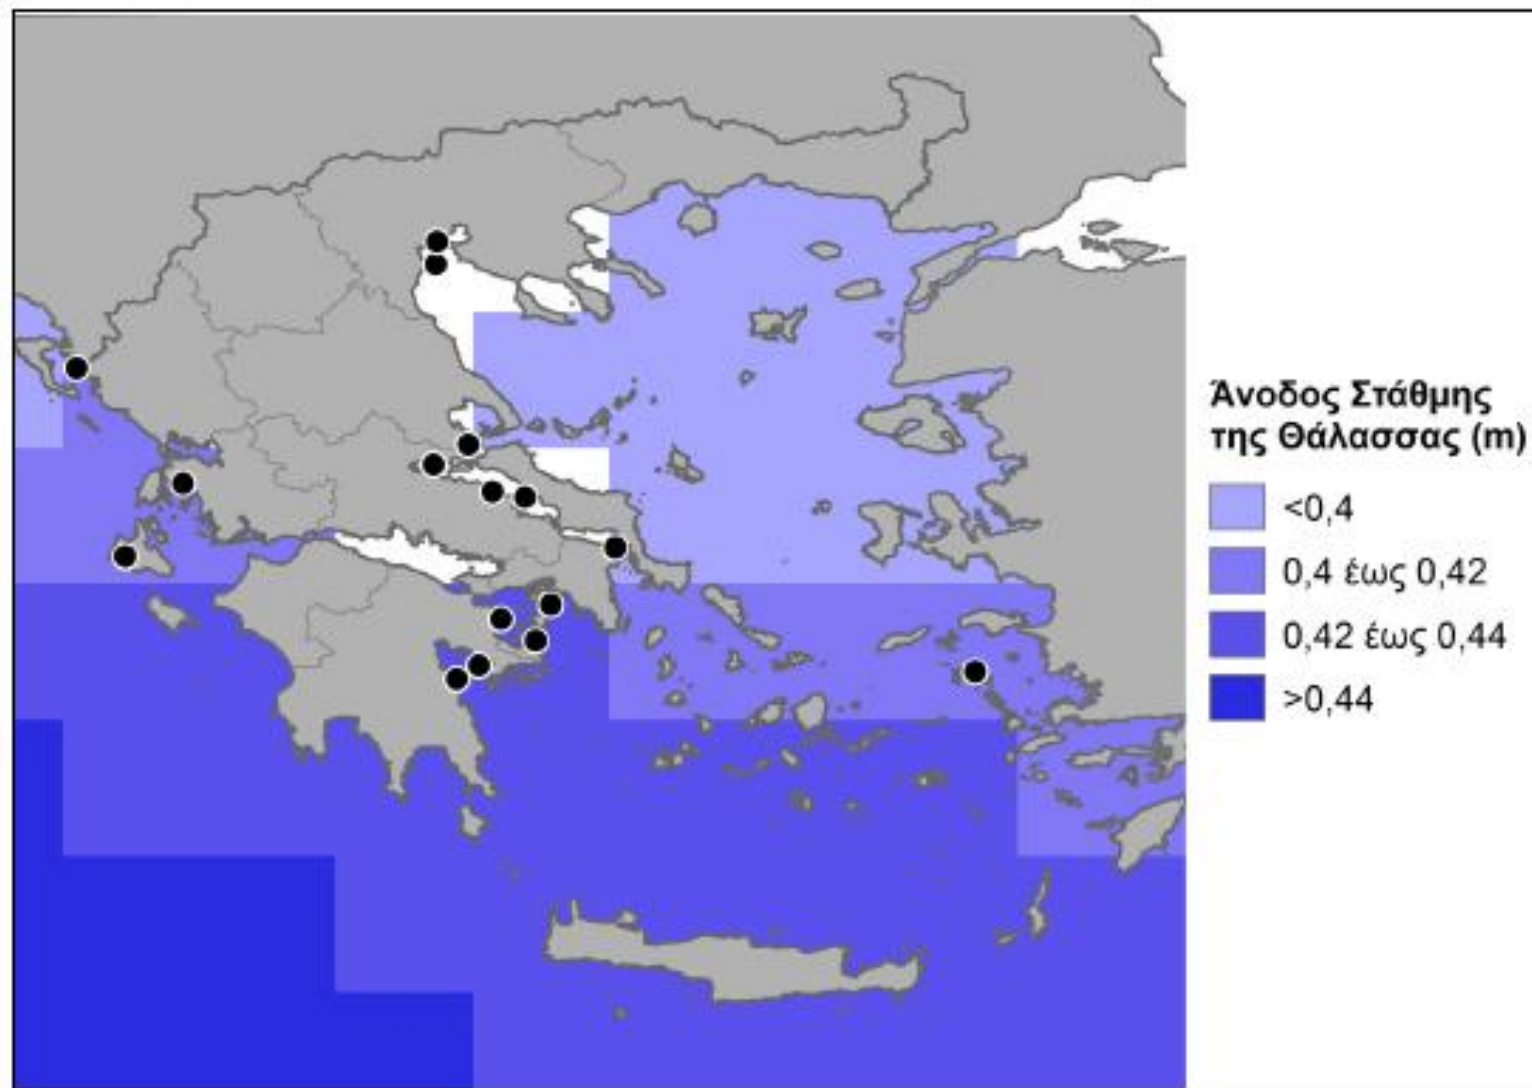 Άνοδος Στάθμης
της Θάλασσας (m)
<0,4
0,4 έως 0,42
0,42 έως 0,44
>0,44